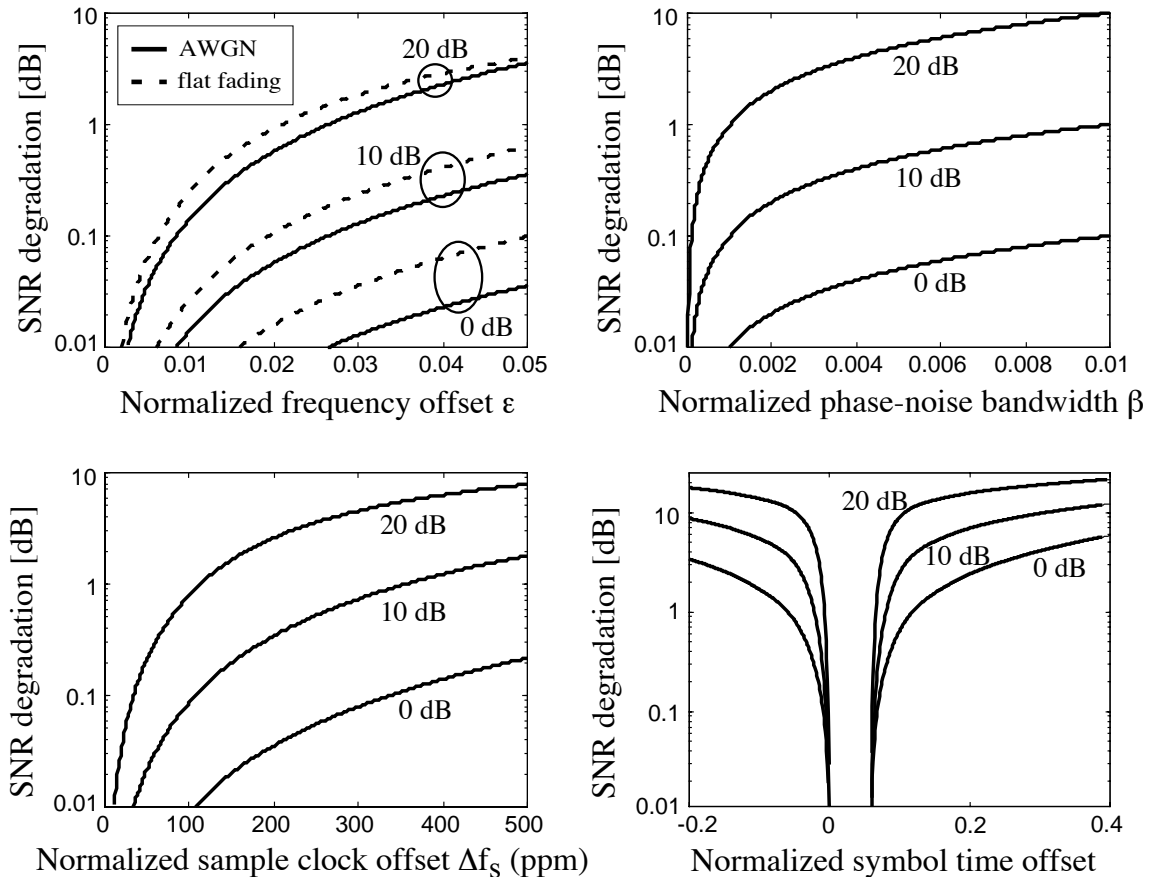 SNR degradation [dB]
10
1
0.1
0.01
AWGN
flat fading
20 dB
10 dB
0 dB
0
0.01
0.02
0.03
0.04
0.05
Normalized frequency offset ε
SNR degradation [dB]
10
1
0.1
0.01
20 dB
10 dB
0 dB
0
0.002
0.004
0.006
0.008
0.01
Normalized phase-noise bandwidth β
SNR degradation [dB]
10
1
0.1
0.01
20 dB
10 dB
0 dB
0
100
200
300
400
500
Normalized sample clock offset ΔfS (ppm)
SNR degradation [dB]
10
1
0.1
0.01
20 dB
10 dB
0 dB
-0.2
0
0.2
0.4
Normalized symbol time offset